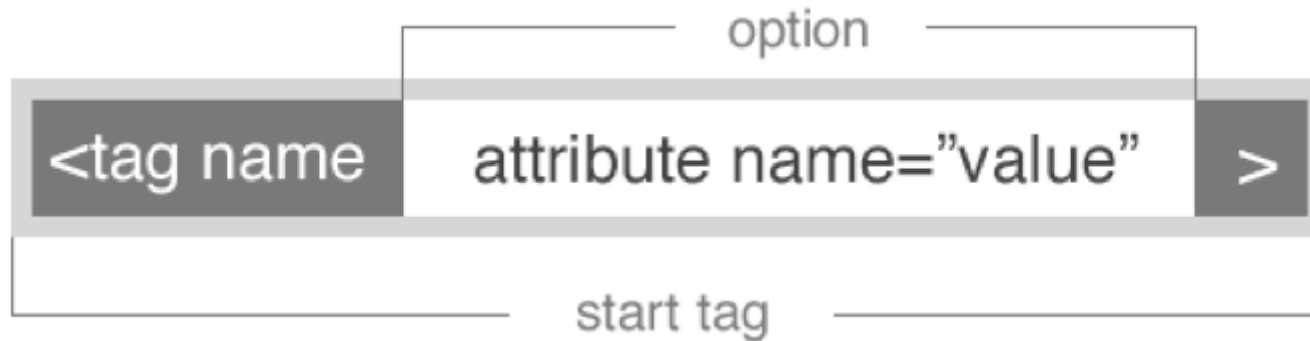 option
<tag name attribute name=”value” >
start tag